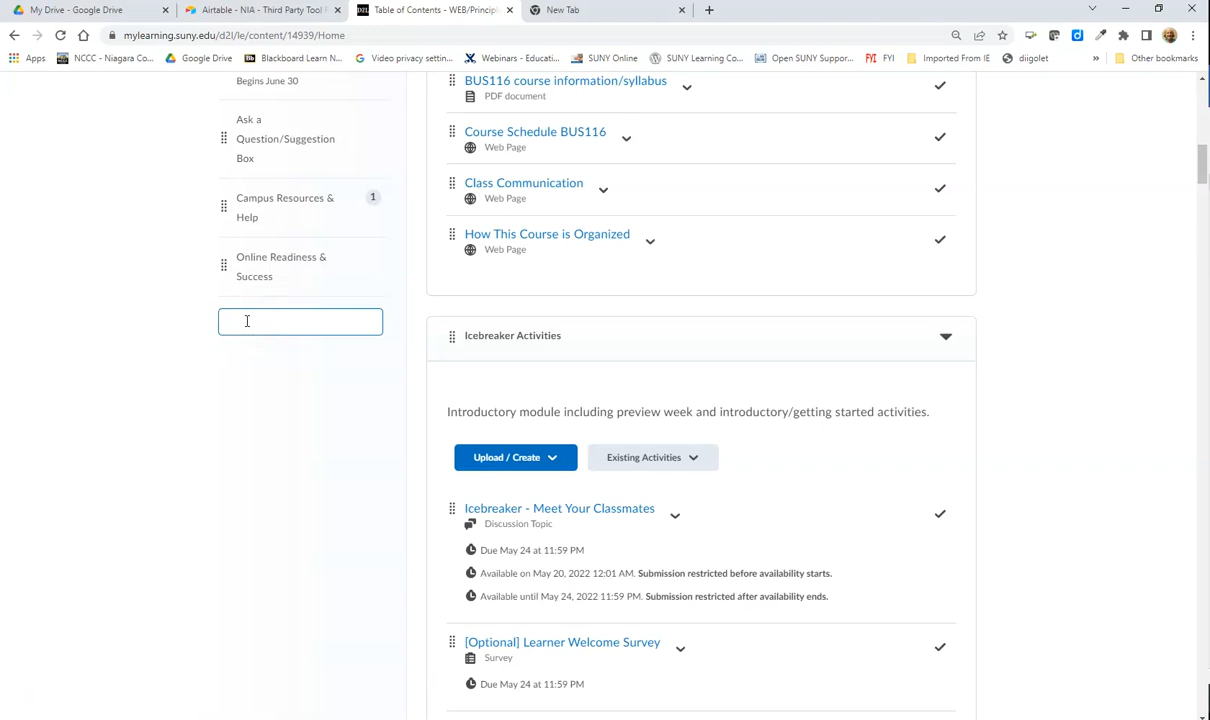 My Drive - Google Drive
Airtable - NIA - Third Party Tool
D2L
Table of Contents - WEB/Principl
New Tab
mylearning.suny.edu/d2l/le/content/14939/Home
Apps
NCCC - Niagara Co...
Google Drive
Blackboard Learn N...
Video privacy settin...
Webinars - Educati...
SUNY Online
SUNY Learning Co...
Open SUNY Suppor...
FYI
Imported From IE
diigolet
»
Other bookmarks
Begins June 30
Ask a
Question/Suggestion
Box
Campus Resources &
Help
1
Online Readiness &
Success
BUS116 course information/syllabus
PDF document
Course Schedule BUS116
Web Page
Class Communication
Web Page
How This Course is Organized
Web Page
Icebreaker Activities
Introductory module including preview week and introductory/getting started activities.
Upload / Create
Existing Activities
Icebreaker - Meet Your Classmates
Discussion Topic
Due May 24 at 11:59 PM
Available on May 20, 2022 12:01 AM. Submission restricted before availability starts.
Available until May 24, 2022 11:59 PM. Submission restricted after availability ends.
[Optional] Learner Welcome Survey
Survey
Due May 24 at 11:59 PM